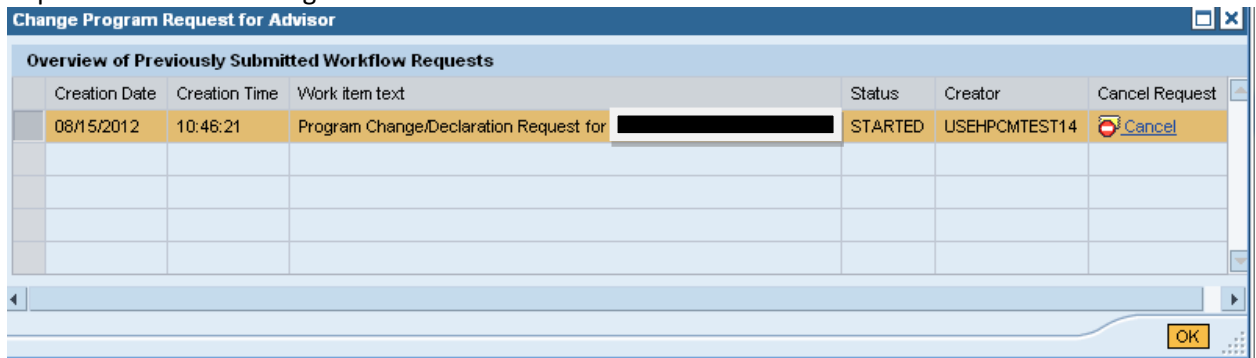 Change Program Request for Advisor
Overview of Previously Submitted Workflow Requests
Creation Date Creation Time Work item text Status Creator Cancel Request
08/15/2012 10:46:21 Program Change/Declaration Request for STARTED USEHPCMTEST14 Cancel
OK